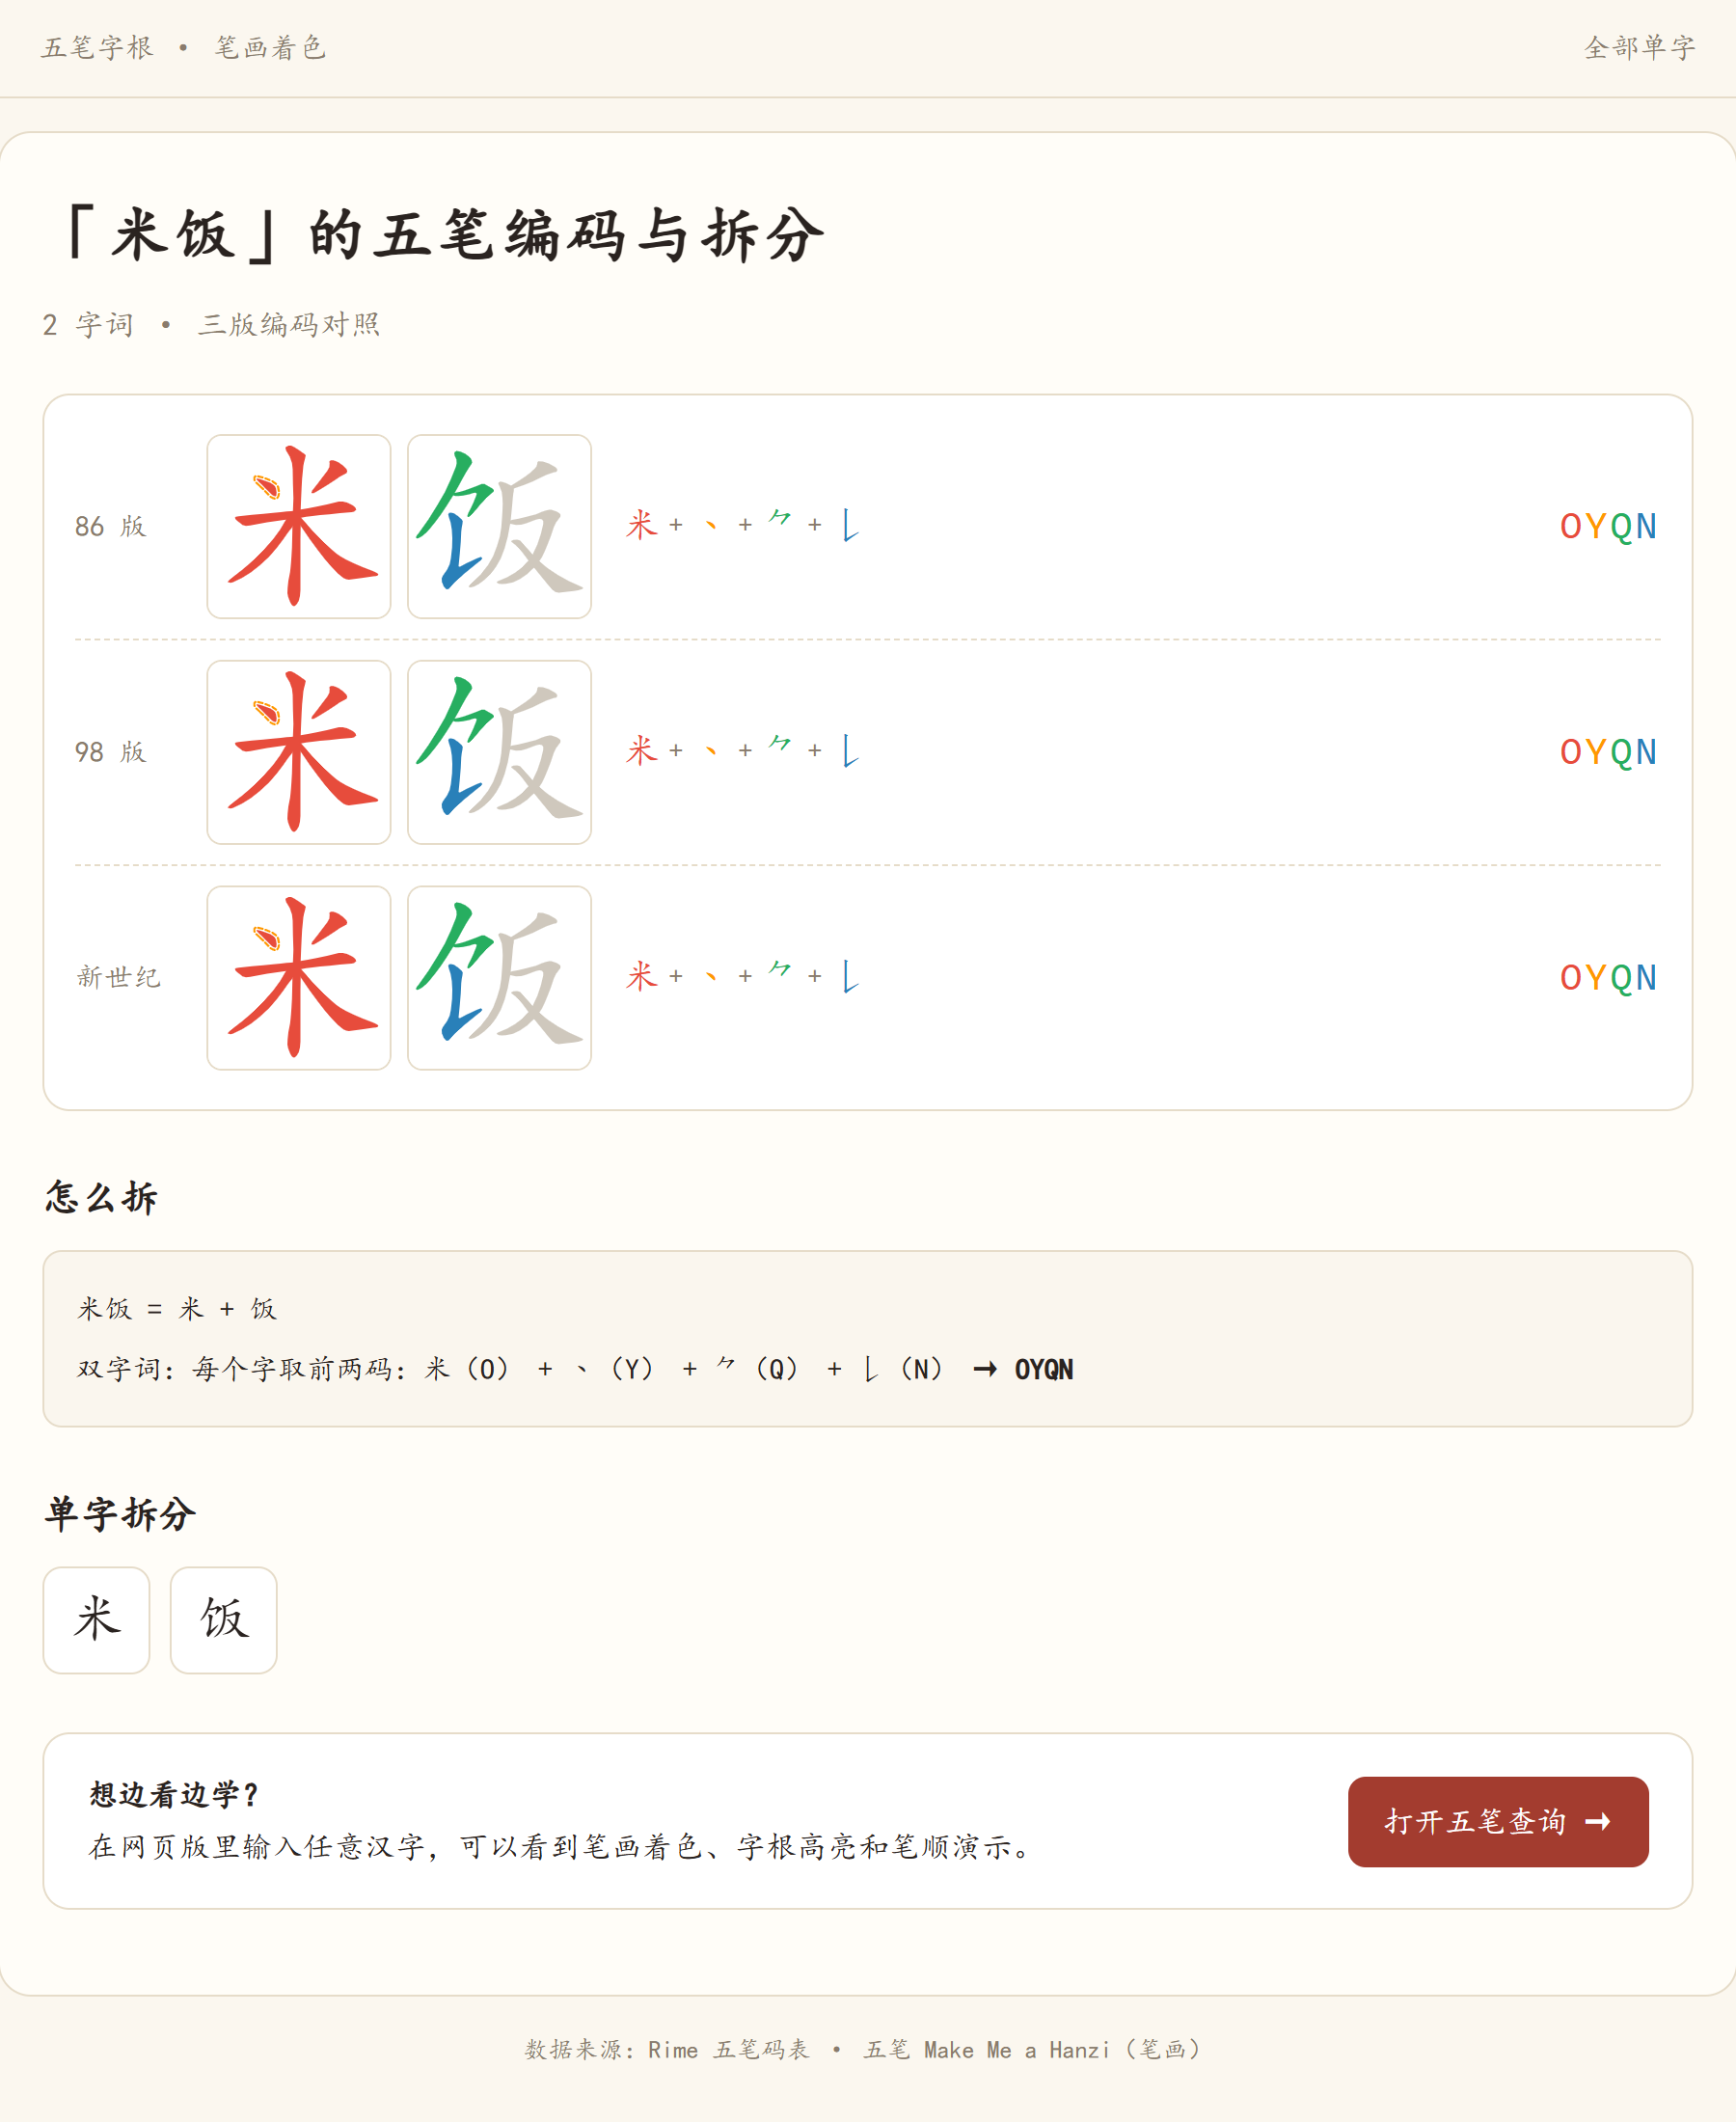 五笔字根 • 笔画着色
全部单字
「米饭」的五笔编码与拆分
2 字词 • 三版编码对照
86 版 米饭 米 + 丶 + 𠂊 + 𠄌 OYQN
98 版 米饭 米 + 丶 + 𠂊 + 𠄌 OYQN
新世纪 米饭 米 + 丶 + 𠂊 + 𠄌 OYQN
怎么拆
米饭 = 米 + 饭
双字词：每个字取前两码：米（O） + 丶（Y） + 𠂊（Q） + 𠄌（N） → OYQN
单字拆分
米 饭
想边看边学？
在网页版里输入任意汉字，可以看到笔画着色、字根高亮和笔顺演示。
打开五笔查询 →
数据来源：Rime 五笔码表 • 五笔 Make Me a Hanzi（笔画）